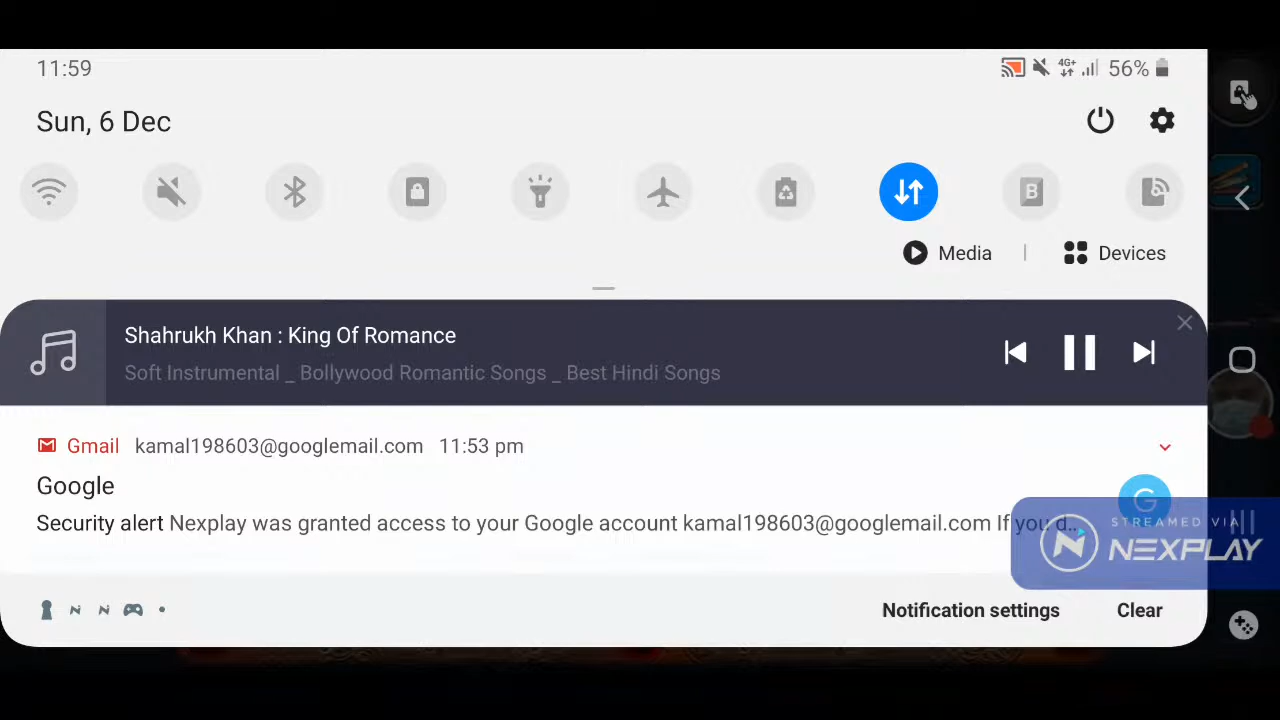 11:59
4G+ 56%
Sun, 6 Dec
B
Media | Devices
Shahrukh Khan : King Of Romance
Soft Instrumental _ Bollywood Romantic Songs _ Best Hindi Songs
Gmail kamal198603@googlemail.com 11:53 pm
Google
G
Security alert Nexplay was granted access to your Google account kamal198603@googlemail.com If you d..
STREAMED VIA
NEXPLAY
Notification settings Clear